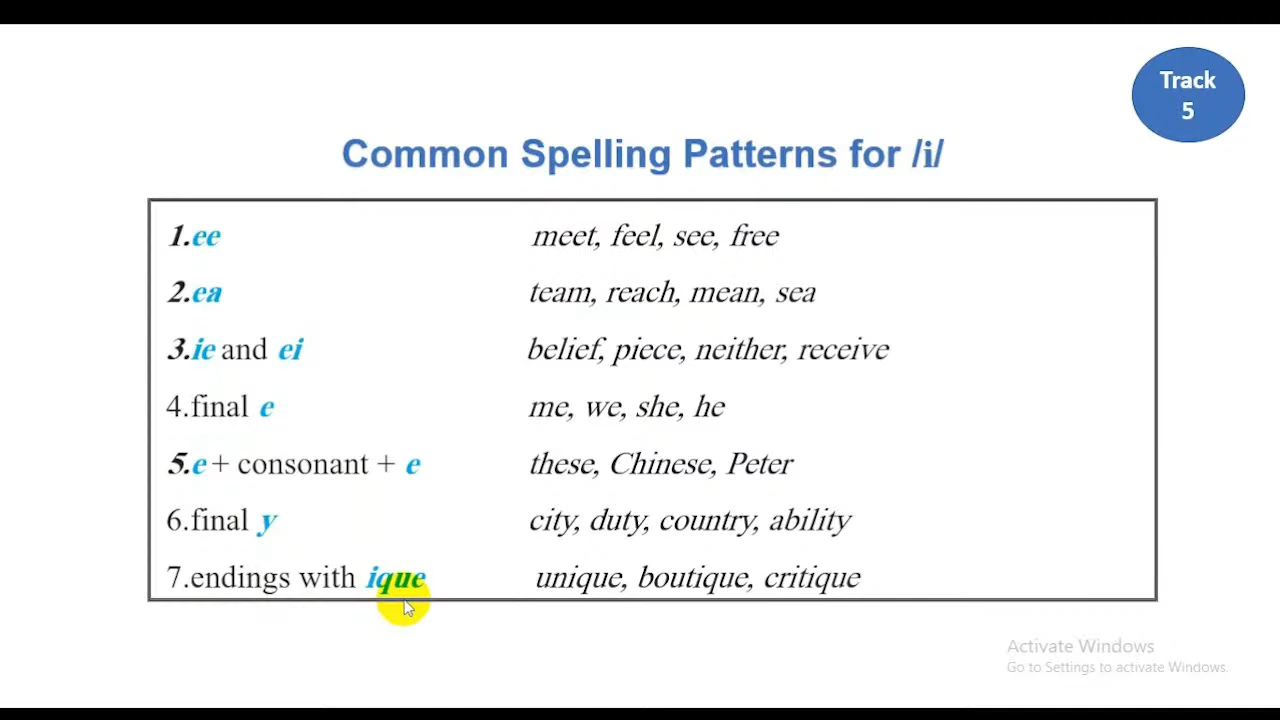 Track
5
Common Spelling Patterns for /i/
1.ee meet, feel, see, free
2.ea team, reach, mean, sea
3.ie and ei belief, piece, neither, receive
4.final e me, we, she, he
5.e + consonant + e these, Chinese, Peter
6.final y city, duty, country, ability
7.endings with ique unique, boutique, critique
Activate Windows
Go to Settings to activate Windows.